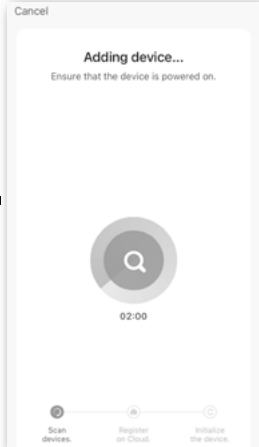 Cancel
Adding device...
Ensure that the device is powered on.
02:00
Scan
devices.
Register
on Cloud.
Initialize
the device.